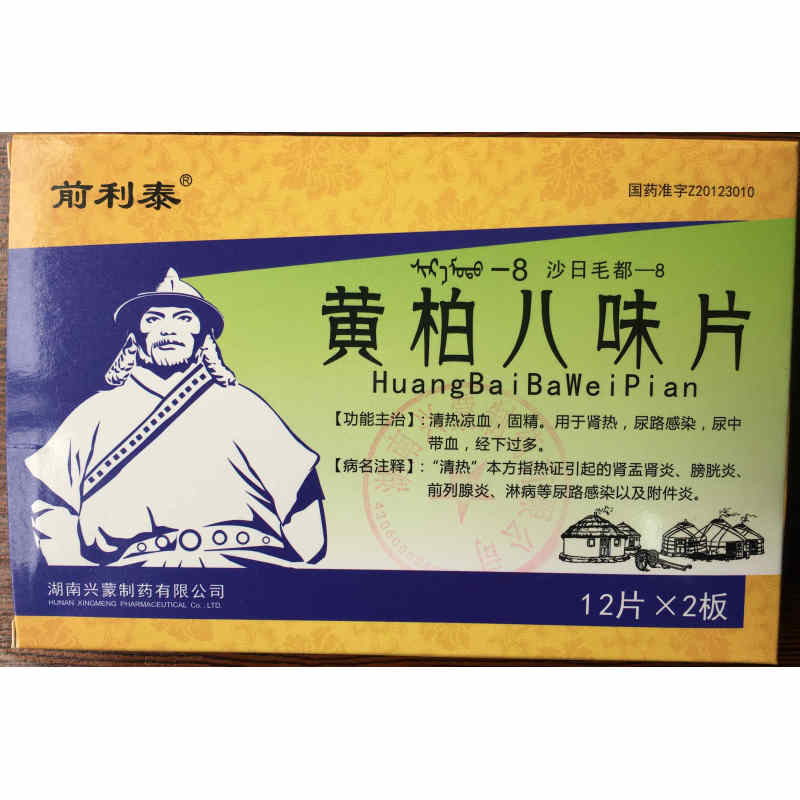 前利泰®
国药准字Z20123010
-8 沙日毛都—8
黄柏八味片
HuangBaiBaWeiPian
【功能主治】:清热凉血，固精。用于肾热，尿路感染，尿中
带血，经下过多。
【病名注释】:“清热”本方指热证引起的肾盂肾炎、膀胱炎、
前列腺炎、淋病等尿路感染以及附件炎。
湖南兴蒙制药有限公司
HUNAN XINGMENG PHARMACEUTICAL Co. ,LTD.
12片×2板